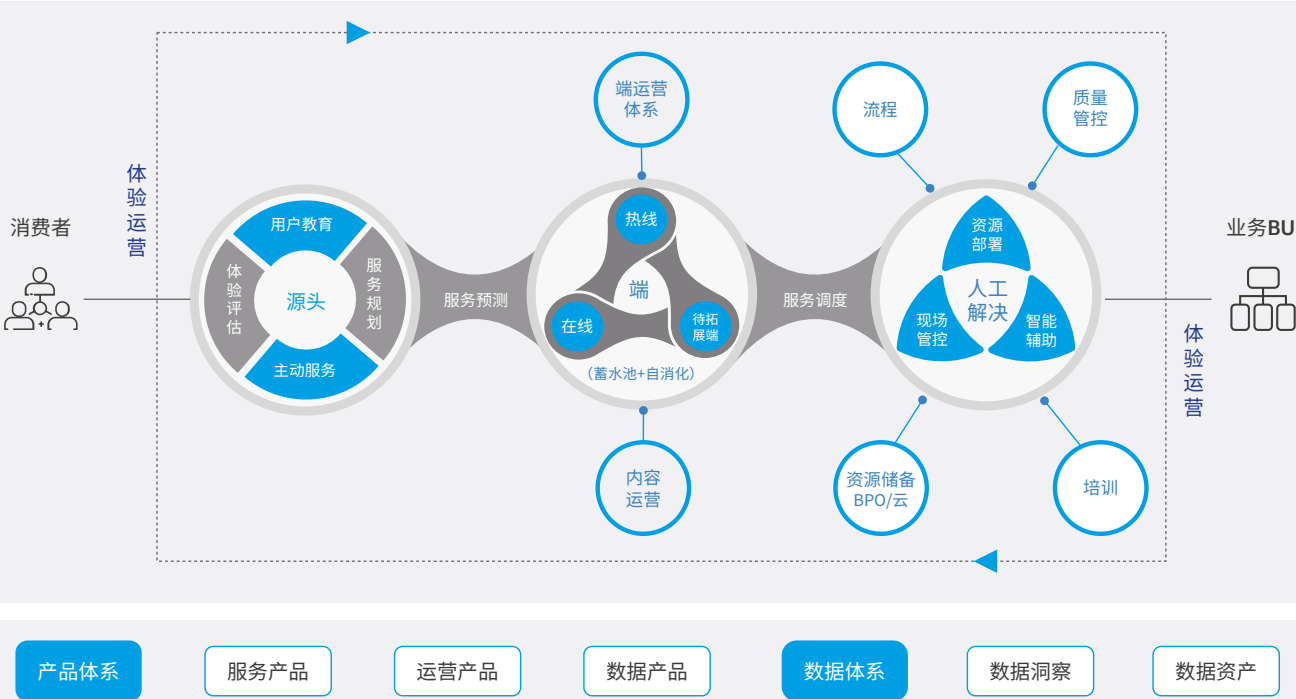 消费者
体验运营
用户教育
体验评估
源头
服务规划
主动服务
服务预测
端运营
体系
热线
端
在线
待拓
展端
（蓄水池+自消化）
内容
运营
服务调度
流程
质量
管控
资源
部署
人工
解决
现场
管控
智能
辅助
资源储备
BPO/云
培训
业务BU
体验运营
产品体系
服务产品
运营产品
数据产品
数据体系
数据洞察
数据资产